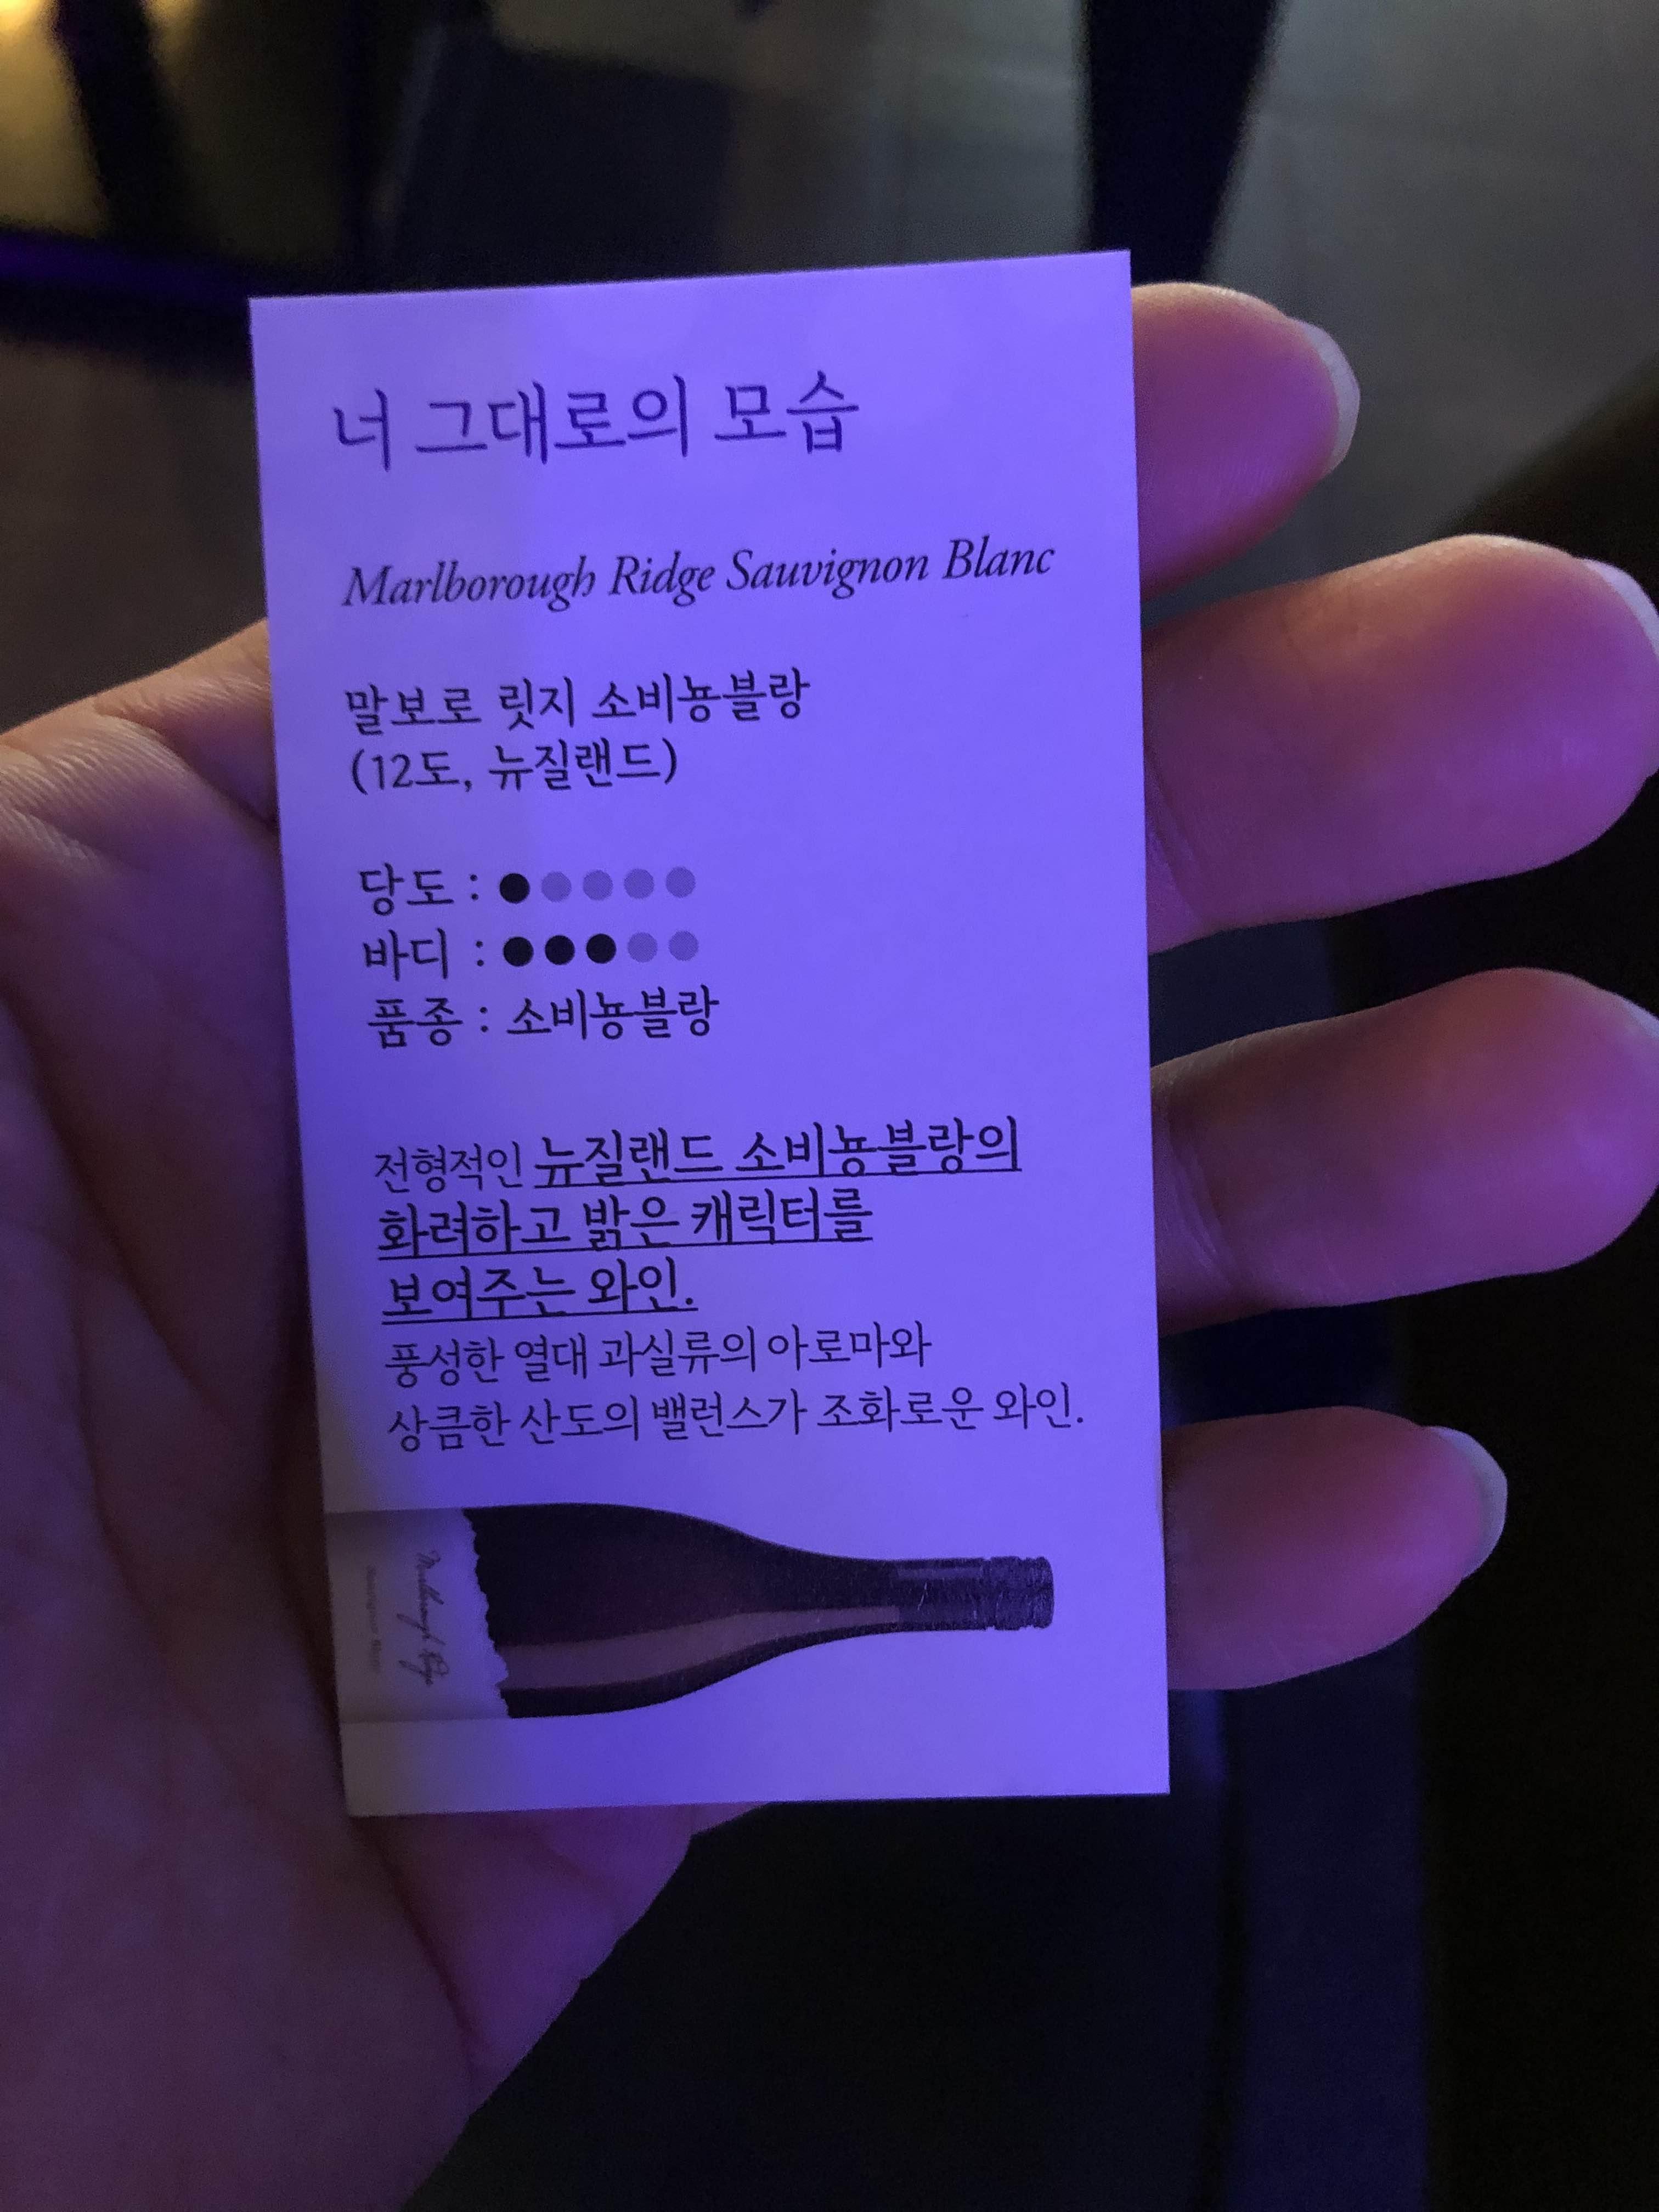 너 그대로의 모습
Marlborough Ridge Sauvignon Blanc
말보로 릿지 소비뇽블랑
(12도, 뉴질랜드)
당도 : ●●●●●
바디 : ●●●●●
품종 : 소비뇽블랑
전형적인 뉴질랜드 소비뇽블랑의
화려하고 밝은 캐릭터를
보여주는 와인.
풍성한 열대 과실류의 아로마와
상큼한 산도의 밸런스가 조화로운 와인.
Marlborough Ridge
Sauvignon Blanc